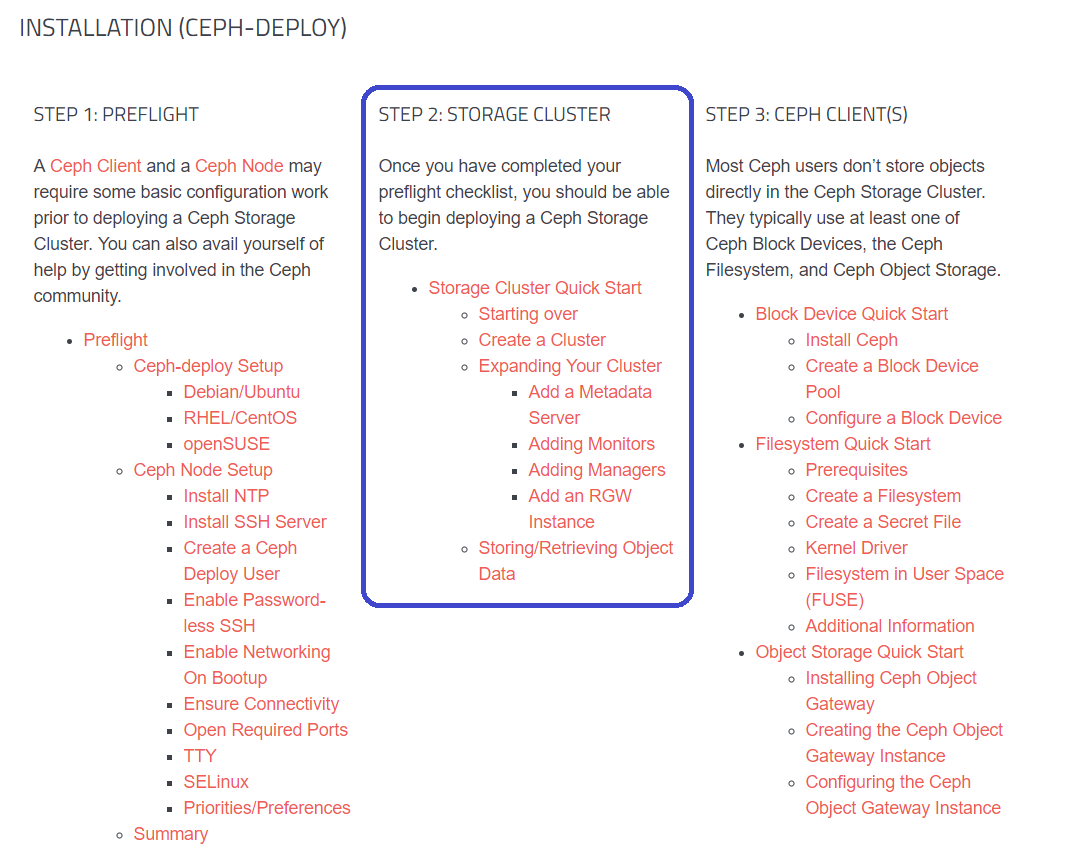 INSTALLATION (CEPH-DEPLOY)
STEP 1: PREFLIGHT
A Ceph Client and a Ceph Node may
require some basic configuration work
prior to deploying a Ceph Storage
Cluster. You can also avail yourself of
help by getting involved in the Ceph
community.
Preflight
Ceph-deploy Setup
Debian/Ubuntu
RHEL/CentOS
openSUSE
Ceph Node Setup
Install NTP
Install SSH Server
Create a Ceph
Deploy User
Enable Password-
less SSH
Enable Networking
On Bootup
Ensure Connectivity
Open Required Ports
TTY
SELinux
Priorities/Preferences
Summary
STEP 2: STORAGE CLUSTER
Once you have completed your
preflight checklist, you should be able
to begin deploying a Ceph Storage
Cluster.
Storage Cluster Quick Start
Starting over
Create a Cluster
Expanding Your Cluster
Add a Metadata
Server
Adding Monitors
Adding Managers
Add an RGW
Instance
Storing/Retrieving Object
Data
STEP 3: CEPH CLIENT(S)
Most Ceph users don’t store objects
directly in the Ceph Storage Cluster.
They typically use at least one of
Ceph Block Devices, the Ceph
Filesystem, and Ceph Object Storage.
Block Device Quick Start
Install Ceph
Create a Block Device
Pool
Configure a Block Device
Filesystem Quick Start
Prerequisites
Create a Filesystem
Create a Secret File
Kernel Driver
Filesystem in User Space
(FUSE)
Additional Information
Object Storage Quick Start
Installing Ceph Object
Gateway
Creating the Ceph Object
Gateway Instance
Configuring the Ceph
Object Gateway Instance